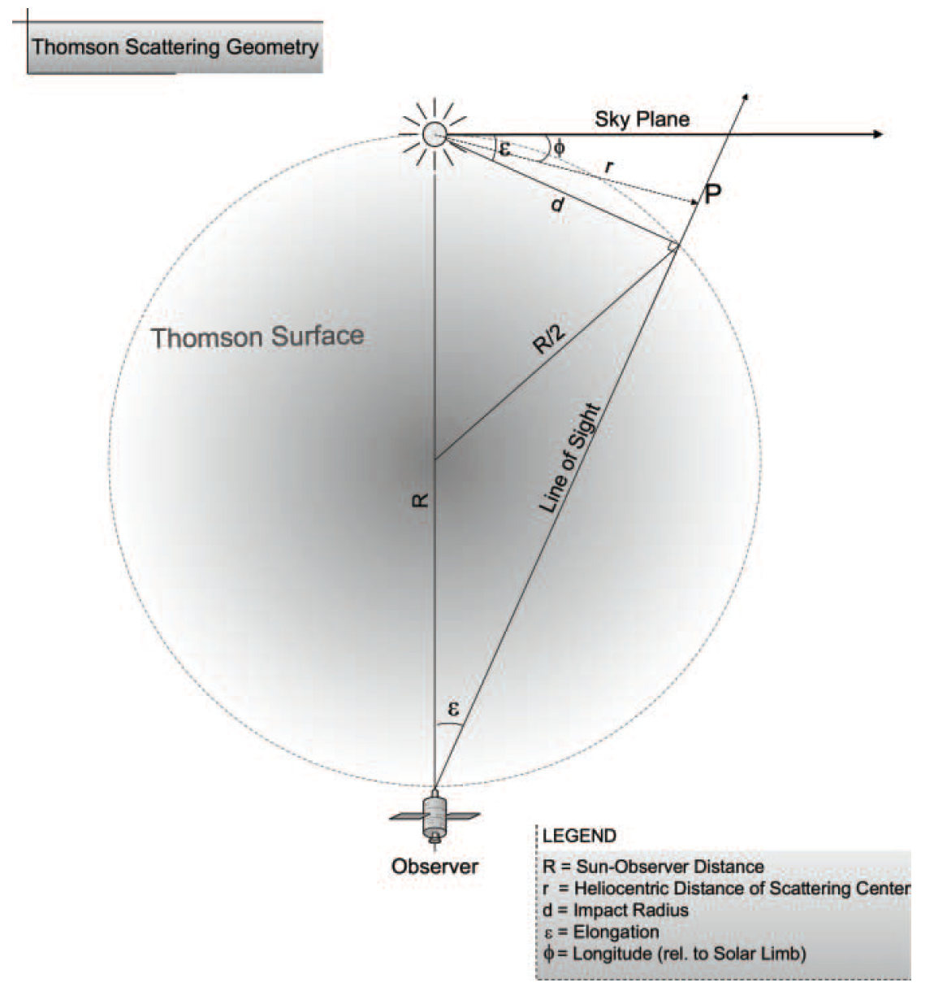 Thomson Scattering Geometry
Sky Plane
ε
ϕ
r
P
d
Thomson Surface
R/2
Line of Sight
R
ε
Observer
LEGEND
R = Sun-Observer Distance
r = Heliocentric Distance of Scattering Center
d = Impact Radius
ε = Elongation
ϕ = Longitude (rel. to Solar Limb)